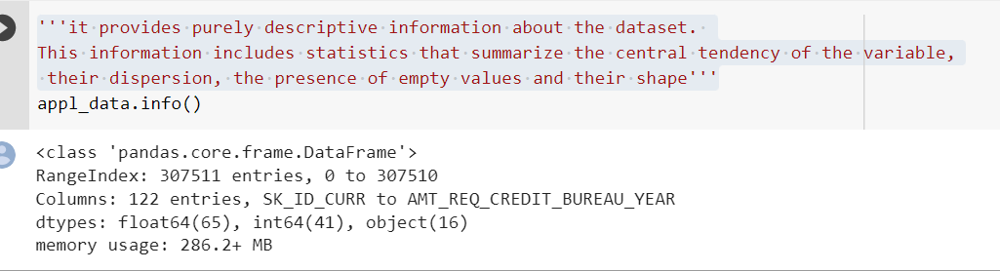 '''it provides purely descriptive information about the dataset.
This information includes statistics that summarize the central tendency of the variable,
 their dispersion, the presence of empty values and their shape'''
appl_data.info()
<class 'pandas.core.frame.DataFrame'>
RangeIndex: 307511 entries, 0 to 307510
Columns: 122 entries, SK_ID_CURR to AMT_REQ_CREDIT_BUREAU_YEAR
dtypes: float64(65), int64(41), object(16)
memory usage: 286.2+ MB